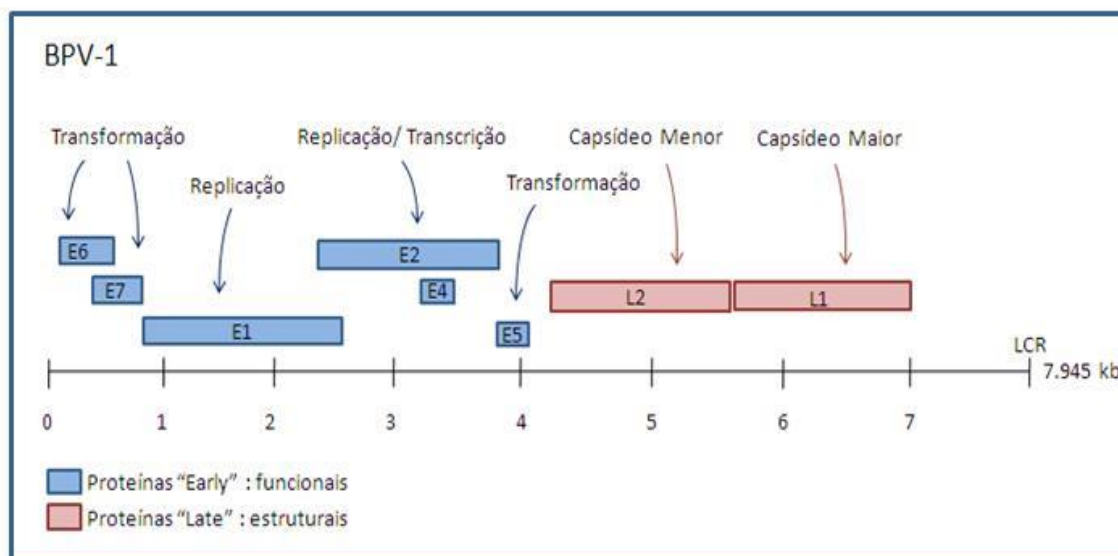 BPV-1
Transformação
Replicação/ Transcrição
Capsídeo Menor
Capsídeo Maior
Replicação
Transformação
E6
E2
E7
E4
L2
L1
E1
E5
LCR
7.945 kb
0 1 2 3 4 5 6 7
Proteínas “Early” : funcionais
Proteínas “Late” : estruturais